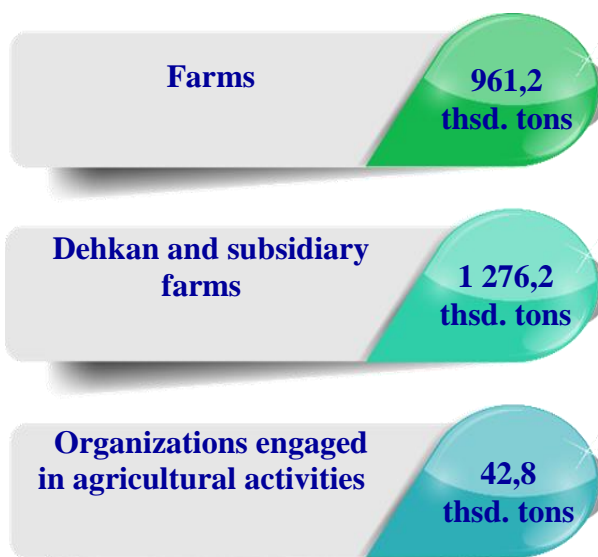 Farms
961,2
thsd. tons
Dehkan and subsidiary
farms
1 276,2
thsd. tons
Organizations engaged
in agricultural activities
42,8
thsd. tons